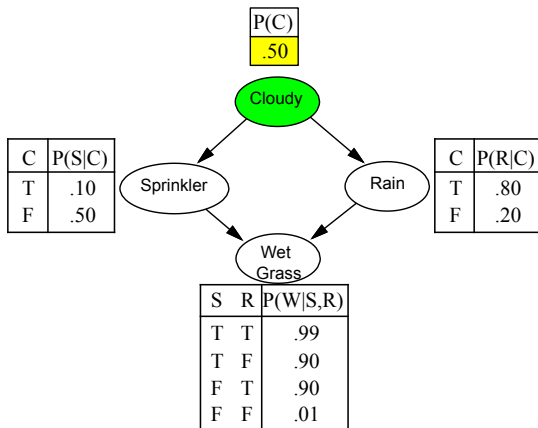 P(C)
.50
Cloudy
C P(S|C)
T .10
F .50
Sprinkler
Rain
C P(R|C)
T .80
F .20
Wet
Grass
S R P(W|S,R)
T T .99
T F .90
F T .90
F F .01